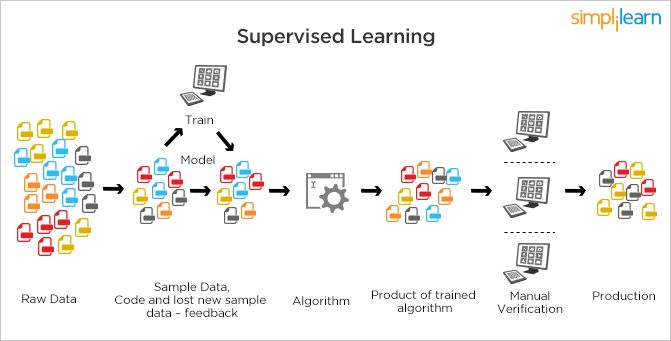 simplilearn
Supervised Learning
Train
Model
Raw Data
Sample Data,
Code and lost new sample
data – feedback
Algorithm
Product of trained
algorithm
Manual
Verification
Production